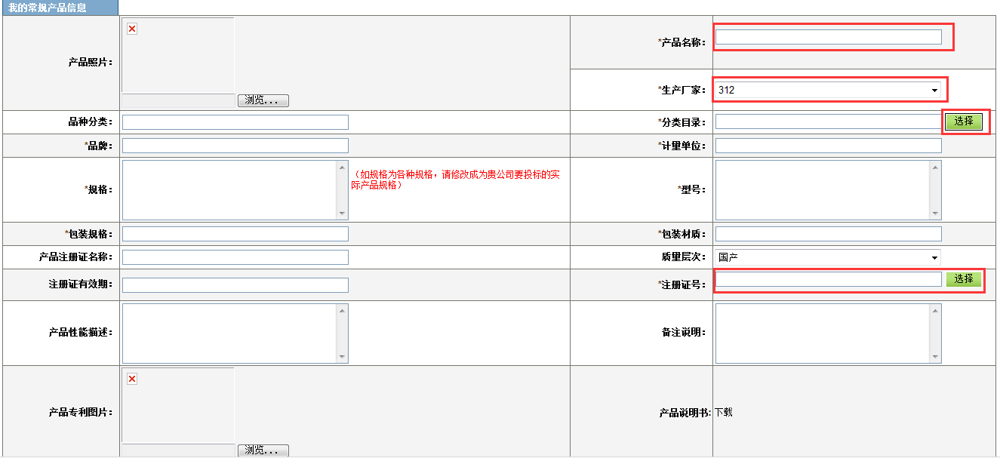 我的常规产品信息
产品照片：
浏览...
*产品名称：
*生产厂家：
312
品种分类：
*分类目录：
选择
*品牌：
*计量单位：
*规格：
（如规格为各种规格，请修改成为贵公司要投标的实
际产品规格）
*型号：
*包装规格：
*包装材质：
产品注册证名称：
质量层次：
国产
注册证有效期：
*注册证号：
选择
产品性能描述：
备注说明：
产品专利图片：
浏览...
产品说明书:
下载